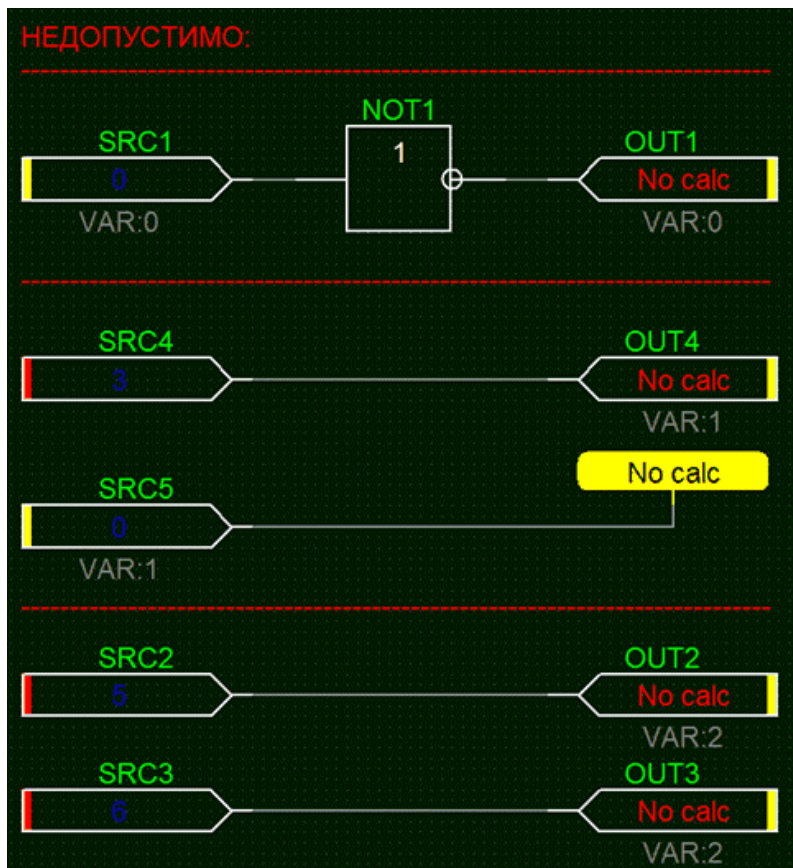 НЕДОПУСТИМО:
NOT1
SRC1 1 OUT1
0 No calc
VAR:0 VAR:0
SRC4 OUT4
3 No calc
VAR:1
No calc
SRC5
0
VAR:1
SRC2 OUT2
5 No calc
VAR:2
SRC3 OUT3
6 No calc
VAR:2